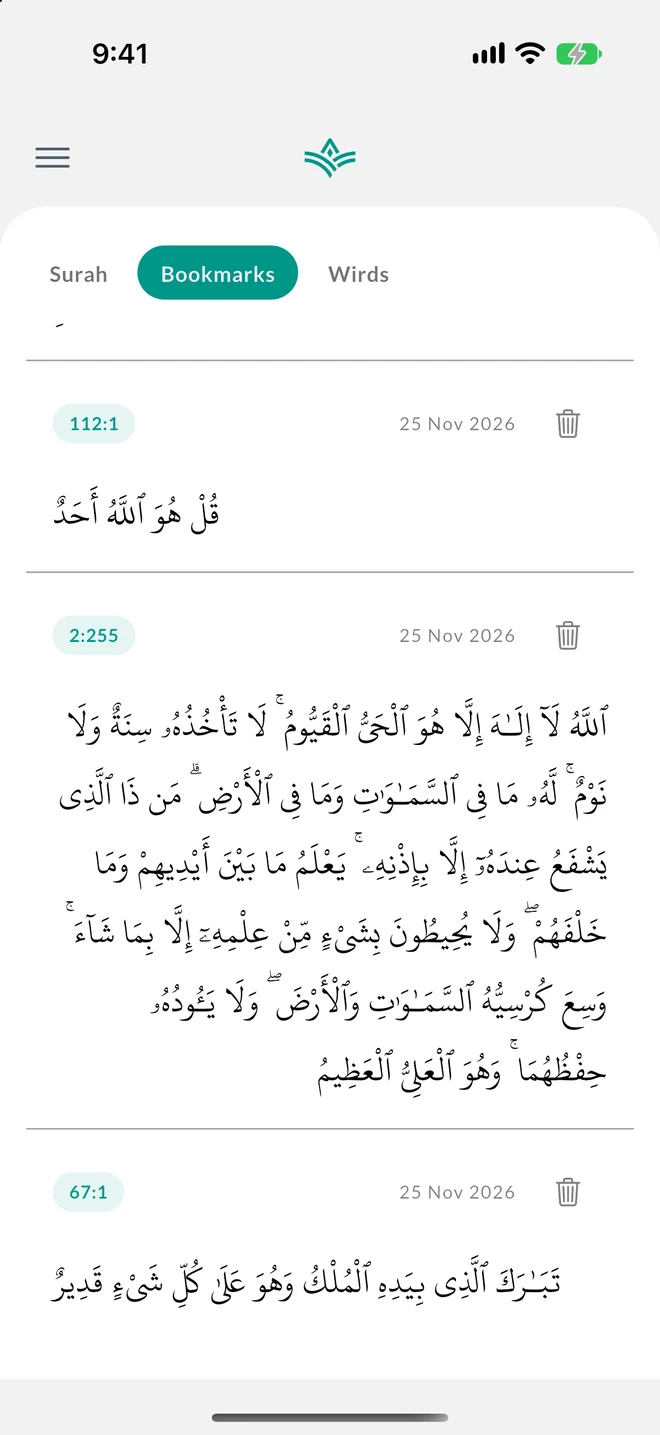 9:41
Surah
Bookmarks
Wirds
112:1
25 Nov 2026
قُلْ هُوَ ٱللَّهُ أَحَدٌ
2:255
25 Nov 2026
ٱللَّهُ لَآ إِلَـٰهَ إِلَّا هُوَ ٱلْحَىُّ ٱلْقَيُّومُ ۚ لَا تَأْخُذُهُۥ سِنَةٌ وَلَا
نَوْمٌ ۚ لَّهُۥ مَا فِى ٱلسَّمَـٰوَٰتِ وَمَا فِى ٱلْأَرْضِ ۗ مَن ذَا ٱلَّذِى
يَشْفَعُ عِندَهُۥٓ إِلَّا بِإِذْنِهِۦ ۚ يَعْلَمُ مَا بَيْنَ أَيْدِيهِمْ وَمَا
خَلْفَهُمْ ۖ وَلَا يُحِيطُونَ بِشَىْءٍ مِّنْ عِلْمِهِۦٓ إِلَّا بِمَا شَآءَ ۚ
وَسِعَ كُرْسِيُّهُ ٱلسَّمَـٰوَٰتِ وَٱلْأَرْضَ ۖ وَلَا يَـُٔودُهُۥ
حِفْظُهُمَا ۚ وَهُوَ ٱلْعَلِىُّ ٱلْعَظِيمُ
67:1
25 Nov 2026
تَبَـٰرَكَ ٱلَّذِى بِيَدِهِ ٱلْمُلْكُ وَهُوَ عَلَىٰ كُلِّ شَىْءٍ قَدِيرٌ